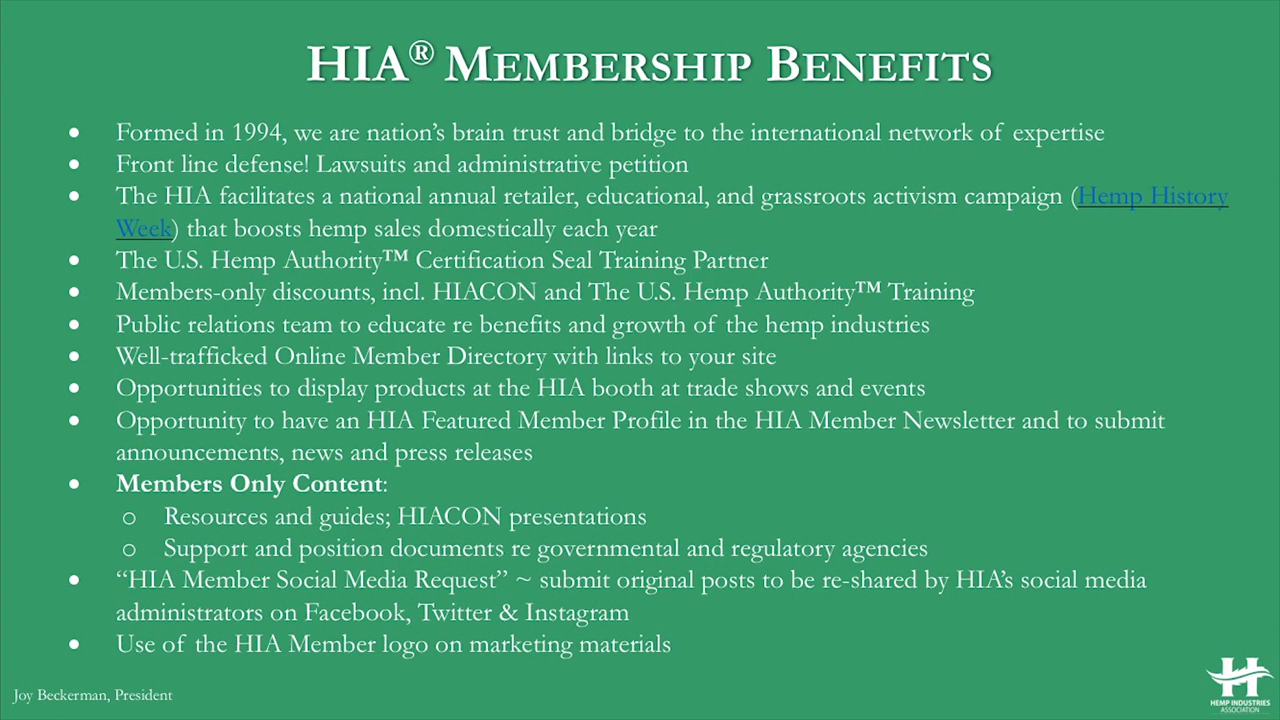 HIA® MEMBERSHIP BENEFITS
• Formed in 1994, we are nation’s brain trust and bridge to the international network of expertise
• Front line defense! Lawsuits and administrative petition
• The HIA facilitates a national annual retailer, educational, and grassroots activism campaign (Hemp History
Week) that boosts hemp sales domestically each year
• The U.S. Hemp Authority™ Certification Seal Training Partner
• Members-only discounts, incl. HIACON and The U.S. Hemp Authority™ Training
• Public relations team to educate re benefits and growth of the hemp industries
• Well-trafficked Online Member Directory with links to your site
• Opportunities to display products at the HIA booth at trade shows and events
• Opportunity to have an HIA Featured Member Profile in the HIA Member Newsletter and to submit
announcements, news and press releases
• Members Only Content:
o Resources and guides; HIACON presentations
o Support and position documents re governmental and regulatory agencies
• “HIA Member Social Media Request” ~ submit original posts to be re-shared by HIA’s social media
administrators on Facebook, Twitter & Instagram
• Use of the HIA Member logo on marketing materials
Joy Beckerman, President
H
HEMP INDUSTRIES
ASSOCIATION